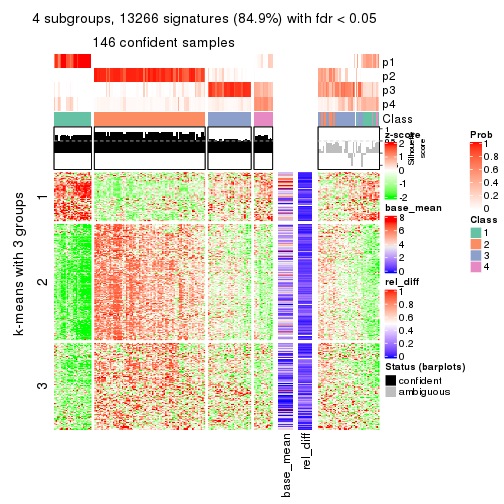 4 subgroups, 13266 signatures (84.9%) with fdr < 0.05
146 confident samples
p1
p2
p3
p4
Class
1
Silhouette
score
z-score
2
1
0
-1
-2
base_mean
8
6
4
2
0
rel_diff
1
0.8
0.6
0.4
0.2
0
Status (barplots)
confident
ambiguous
Prob
1
0.8
0.6
0.4
0.2
0
Class
1
2
3
4
k-means with 3 groups
1
2
3
base_mean
rel_diff